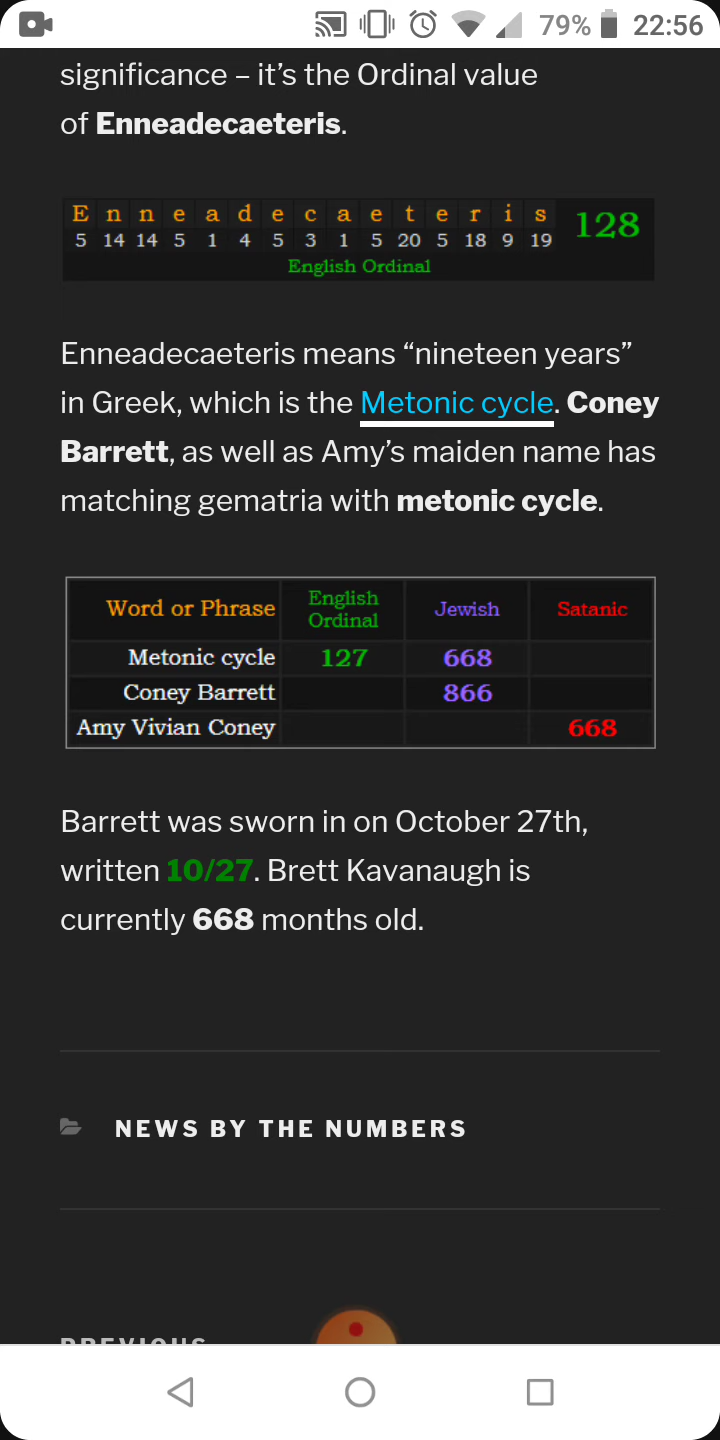 79% 22:56
significance – it’s the Ordinal value
of Enneadecaeteris.
E n n e a d e c a e t e r i s 128
5 14 14 5 1 4 5 3 1 5 20 5 18 9 19
English Ordinal
Enneadecaeteris means “nineteen years”
in Greek, which is the Metonic cycle. Coney
Barrett, as well as Amy’s maiden name has
matching gematria with metonic cycle.
Word or Phrase English Ordinal Jewish Satanic
Metonic cycle 127 668
Coney Barrett 866
Amy Vivian Coney 668
Barrett was sworn in on October 27th,
written 10/27. Brett Kavanaugh is
currently 668 months old.
NEWS BY THE NUMBERS
PREVIOUS